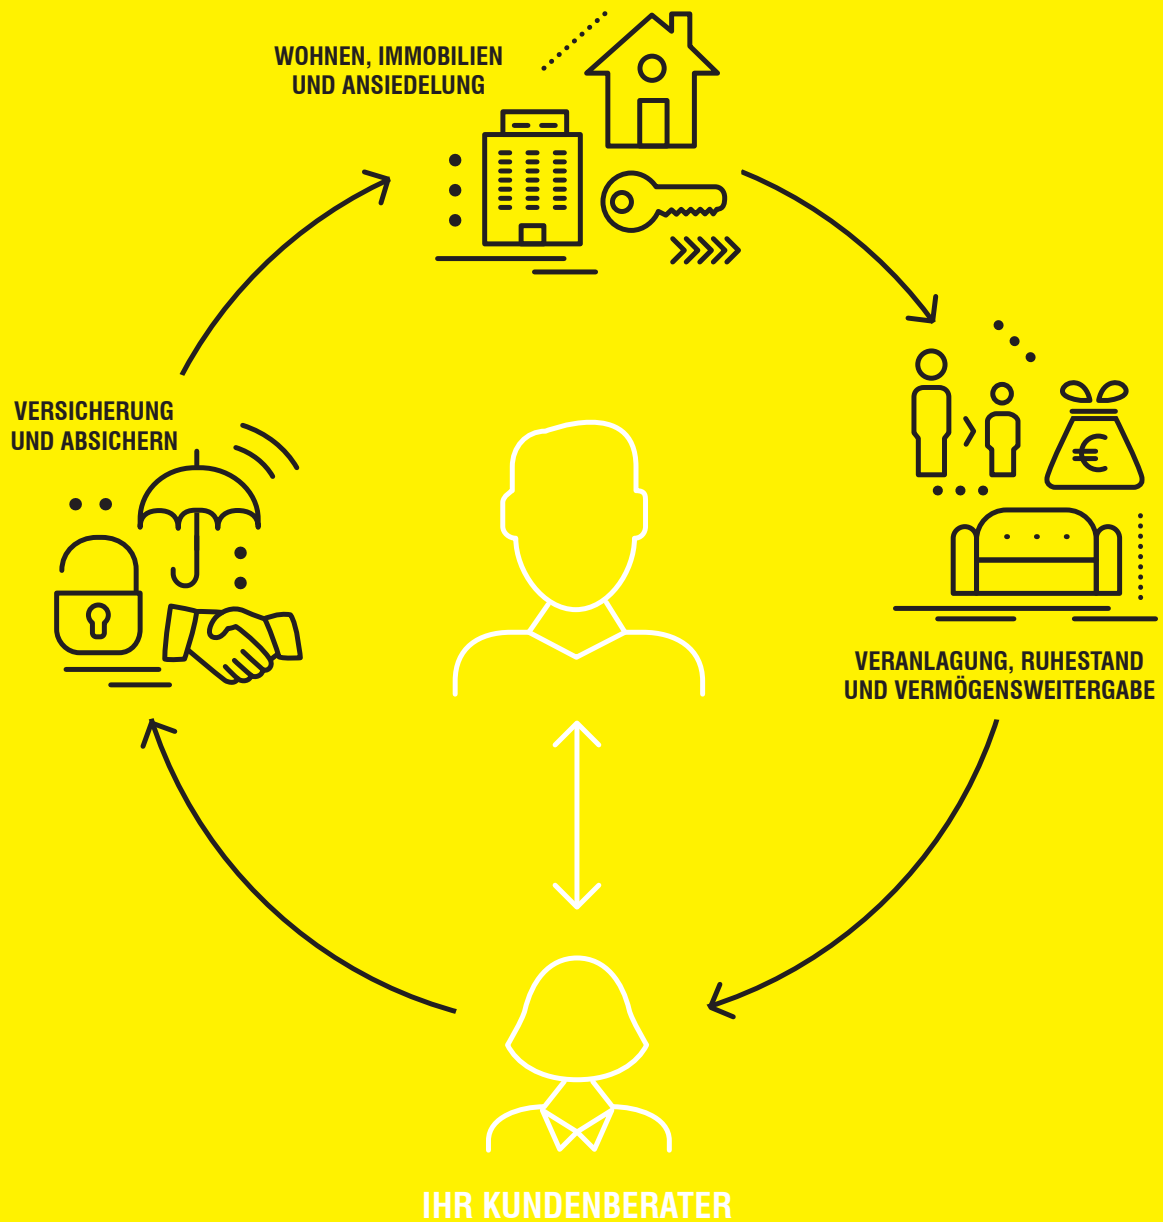 WOHNEN, IMMOBILIEN
UND ANSIEDELUNG
VERSICHERUNG
UND ABSICHERN
€
VERANLAGUNG, RUHESTAND
UND VERMÖGENSWEITERGABE
IHR KUNDENBERATER